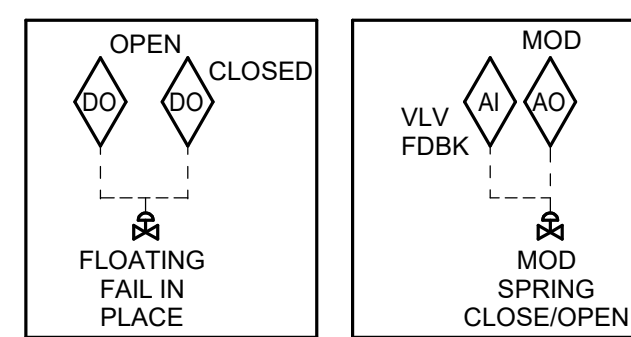 OPEN
CLOSED
DO
DO
FLOATING
FAIL IN
PLACE
MOD
AI
AO
VLV
FDBK
MOD
SPRING
CLOSE/OPEN